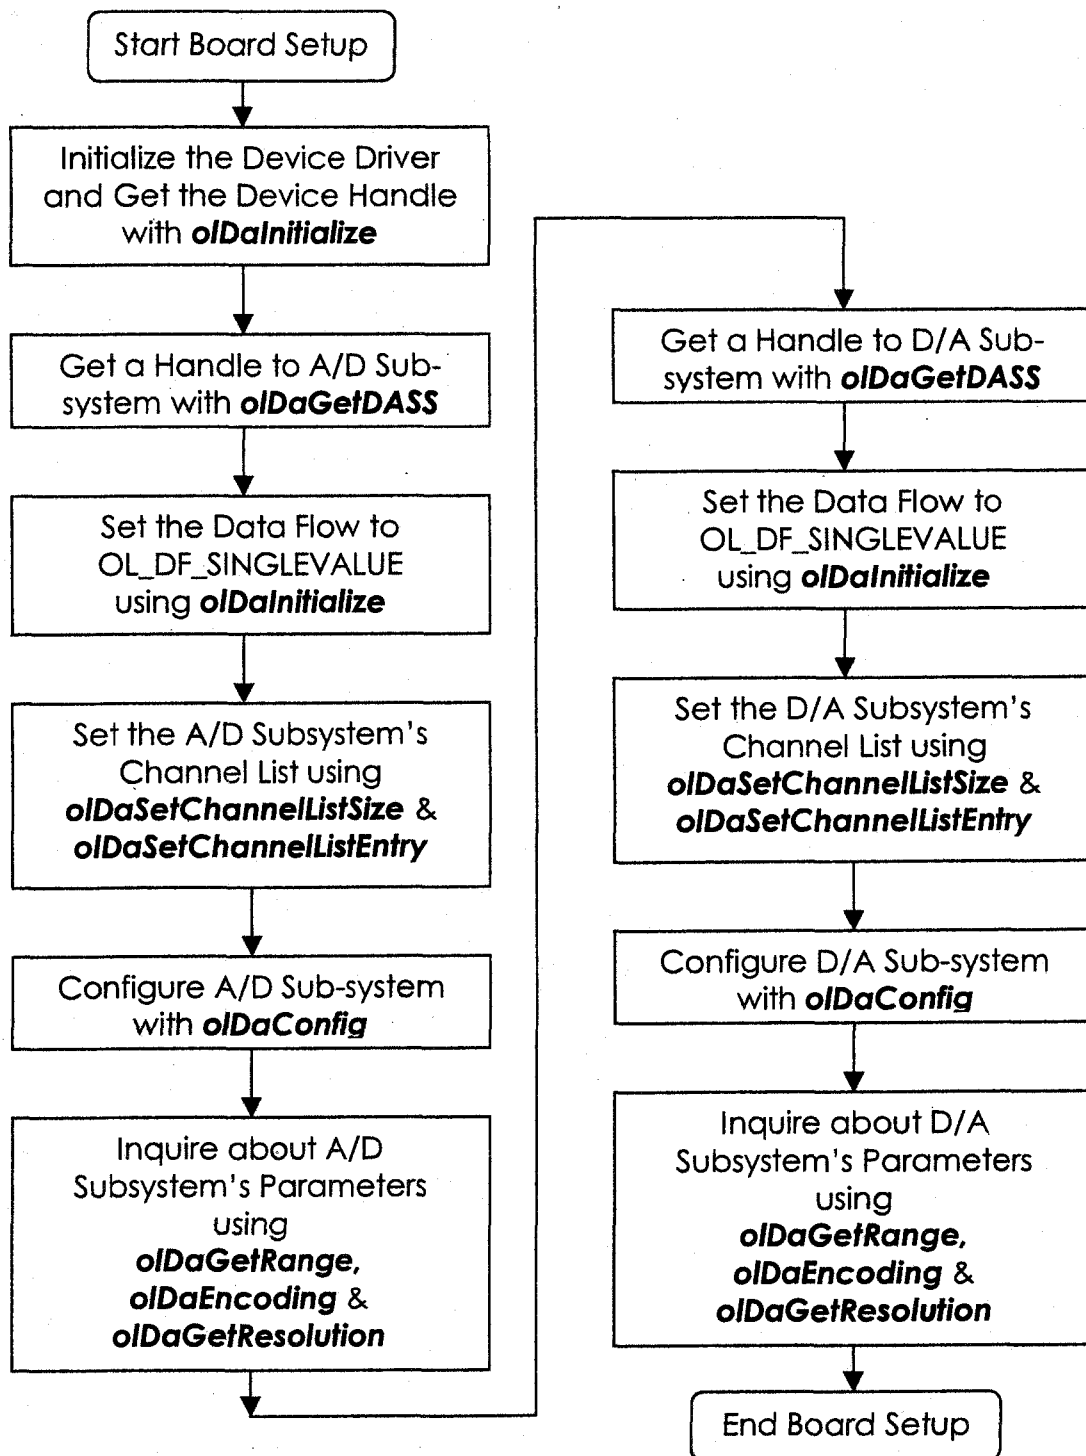 Start Board Setup
Initialize the Device Driver
and Get the Device Handle
with olDaInitialize
Get a Handle to A/D Sub-
system with olDaGetDASS
Set the Data Flow to
OL_DF_SINGLEVALUE
using olDaInitialize
Set the A/D Subsystem's
Channel List using
olDaSetChannelListSize &
olDaSetChannelListEntry
Configure A/D Sub-system
with olDaConfig
Inquire about A/D
Subsystem's Parameters
using
olDaGetRange,
olDaEncoding &
olDaGetResolution
Get a Handle to D/A Sub-
system with olDaGetDASS
Set the Data Flow to
OL_DF_SINGLEVALUE
using olDaInitialize
Set the D/A Subsystem's
Channel List using
olDaSetChannelListSize &
olDaSetChannelListEntry
Configure D/A Sub-system
with olDaConfig
Inquire about D/A
Subsystem's Parameters
using
olDaGetRange,
olDaEncoding &
olDaGetResolution
End Board Setup